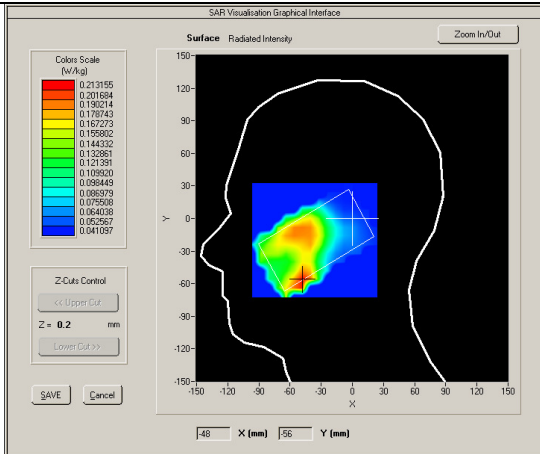 SAR Visualisation Graphical Interface
Surface Radiated Intensity
Zoom In/Out
Colors Scale
(W/kg)
0.213155
0.201684
0.190214
0.178743
0.167273
0.155802
0.144332
0.132861
0.121391
0.109920
0.098449
0.086979
0.075508
0.064038
0.052567
0.041097
Z-Cuts Control
<< Upper Cut
Z = 0.2 mm
Lower Cut >>
SAVE Cancel
150
120
90
60
30
0
-30
-60
-90
-120
-150
Y
-150 -120 -90 -60 -30 0 30 60 90 120 150
X
-48 X (mm) -56 Y (mm)